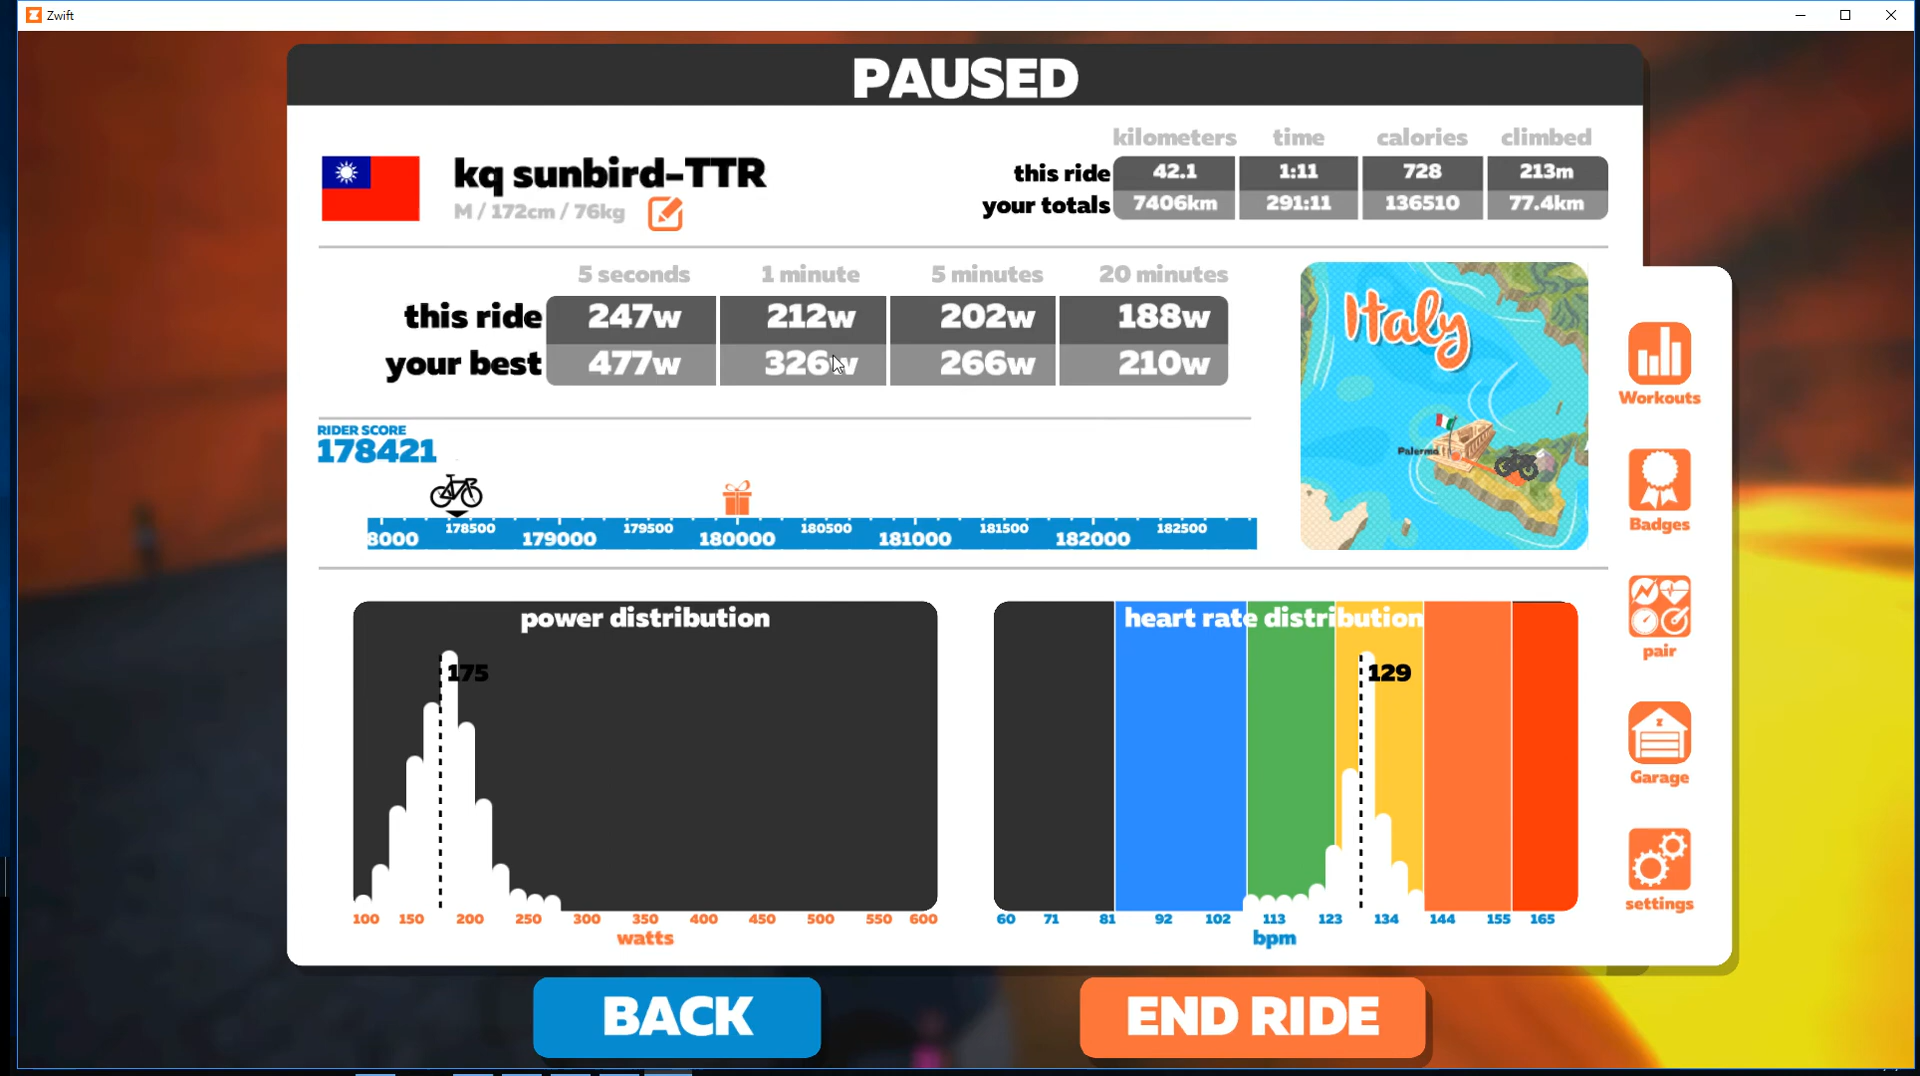 Zwift
PAUSED
kilometers time calories climbed
kq sunbird-TTR
M / 172cm / 76kg
this ride 42.1 1:11 728 213m
your totals 7406km 291:11 136510 77.4km
5 seconds 1 minute 5 minutes 20 minutes
this ride 247w 212w 202w 188w
your best 477w 326w 266w 210w
Italy
Palermo
RIDER SCORE
178421
178500 179500 180500 181500 182500
8000 179000 180000 181000 182000
power distribution
175
100 150 200 250 300 350 400 450 500 550 600
watts
heart rate distribution
129
60 71 81 92 102 113 123 134 144 155 165
bpm
Workouts
Badges
pair
Garage
settings
BACK
END RIDE